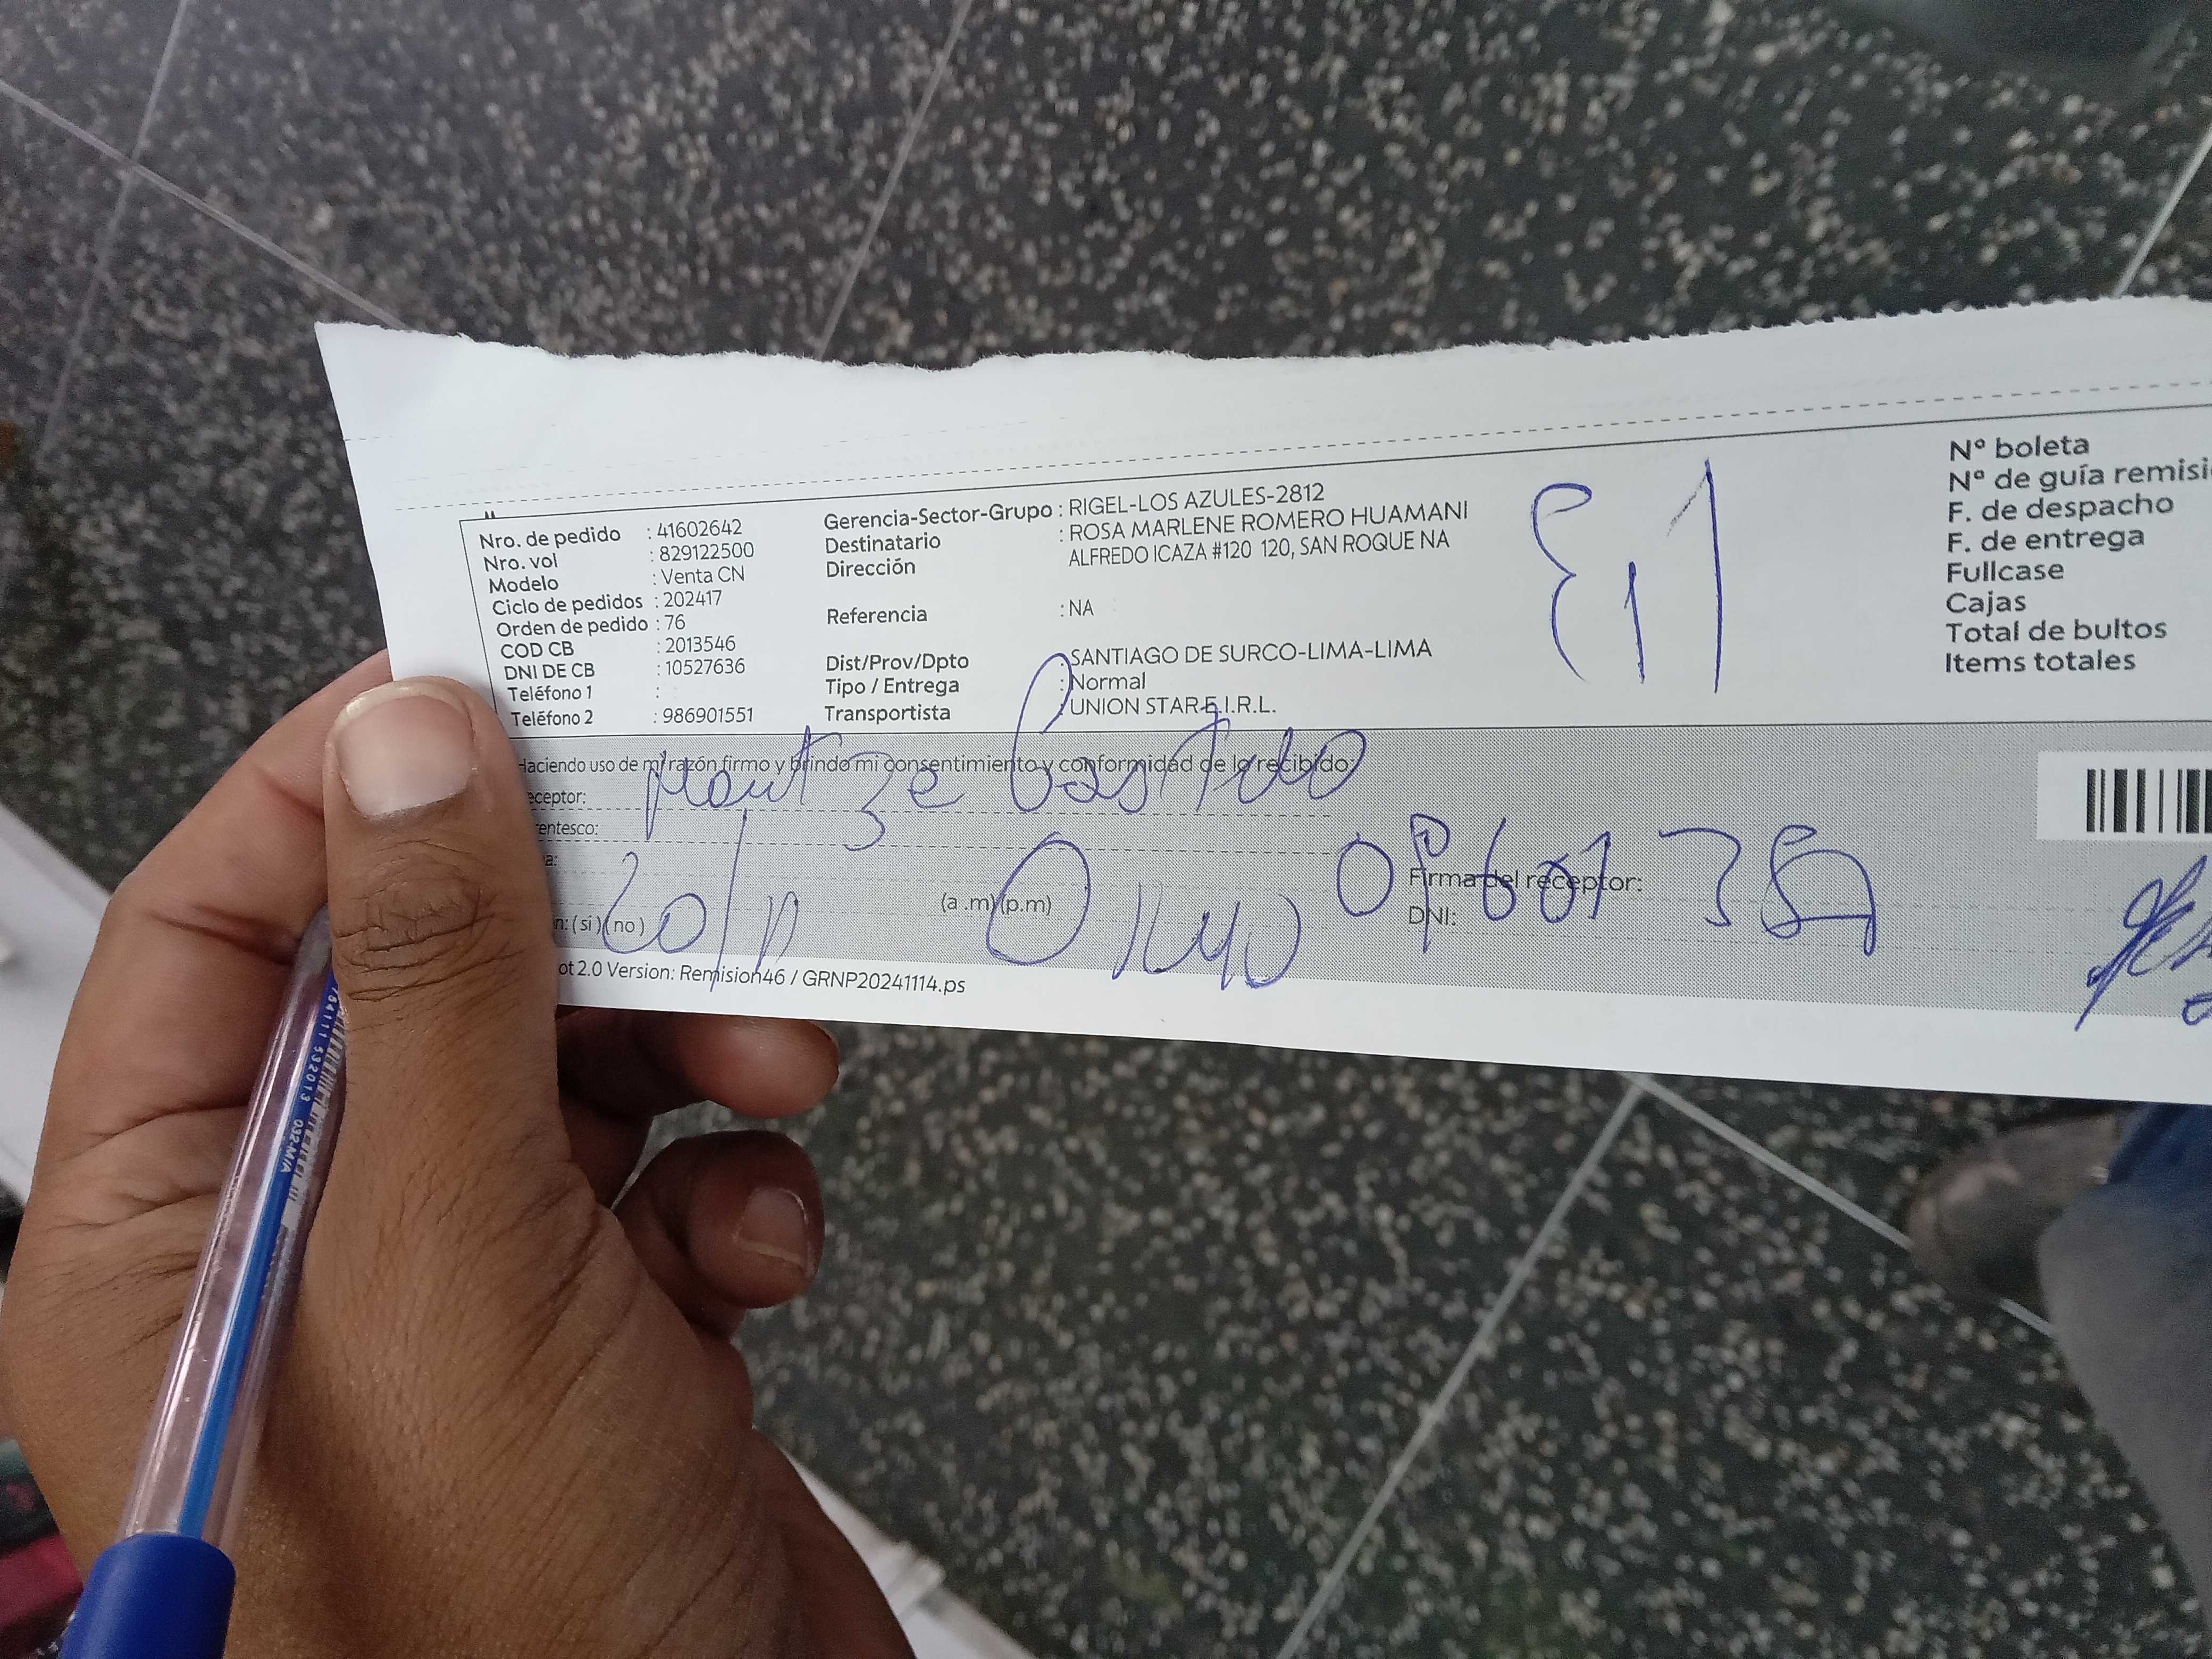 Nro. de pedido : 41602642
Nro. vol : 829122500
Modelo : Venta CN
Ciclo de pedidos : 202417
Orden de pedido : 76
COD CB : 2013546
DNI DE CB : 10527636
Teléfono 1 :
Teléfono 2 : 986901551
Gerencia-Sector-Grupo : RIGEL-LOS AZULES-2812
Destinatario : ROSA MARLENE ROMERO HUAMANI
Dirección ALFREDO ICAZA #120 120, SAN ROQUE NA
Referencia : NA
Dist/Prov/Dpto : SANTIAGO DE SURCO-LIMA-LIMA
Tipo / Entrega : Normal
Transportista : UNION STAR E.I.R.L.
Nº boleta
Nº de guía remisi
F. de despacho
F. de entrega
Fullcase
Cajas
Total de bultos
Items totales
Haciendo uso de mi razón firmo y brindo mi consentimiento y conformidad de lo recibido:
eceptor:
entesco:
a:
(a .m) (p.m)
n: ( si ) ( no )
Firma del receptor:
DNI:
ot 2.0 Version: Remision46 / GRNP20241114.ps